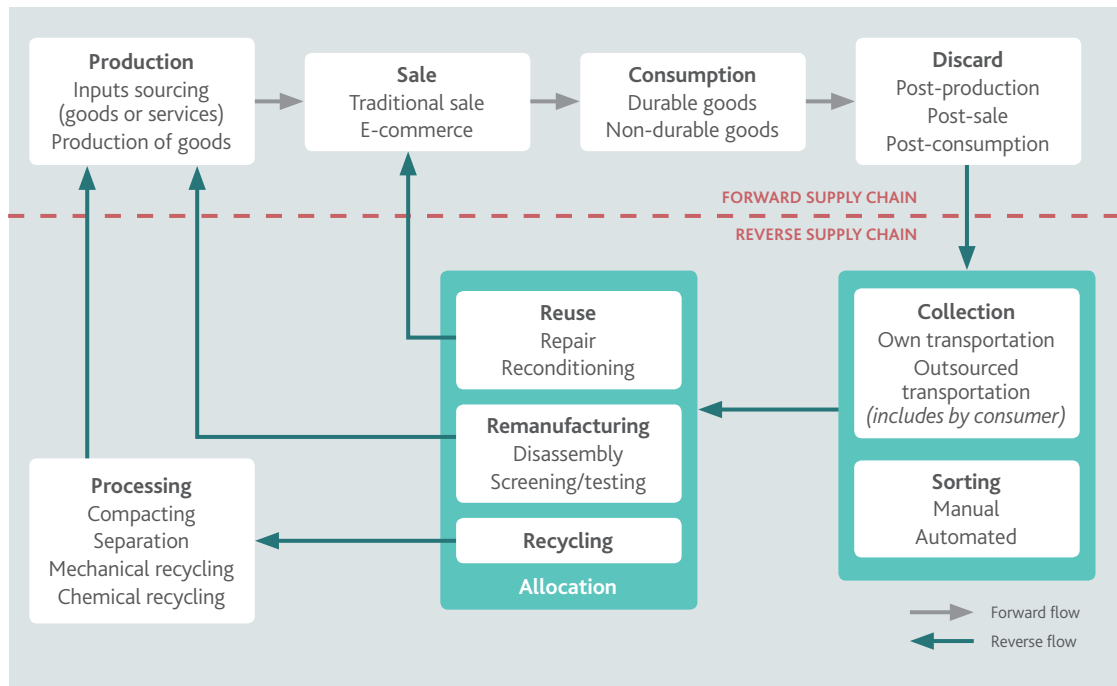 Production
Inputs sourcing
(goods or services)
Production of goods
Sale
Traditional sale
E-commerce
Consumption
Durable goods
Non-durable goods
Discard
Post-production
Post-sale
Post-consumption
FORWARD SUPPLY CHAIN
REVERSE SUPPLY CHAIN
Reuse
Repair
Reconditioning
Remanufacturing
Disassembly
Screening/testing
Recycling
Allocation
Collection
Own transportation
Outsourced
transportation
(includes by consumer)
Sorting
Manual
Automated
Processing
Compacting
Separation
Mechanical recycling
Chemical recycling
Forward flow
Reverse flow